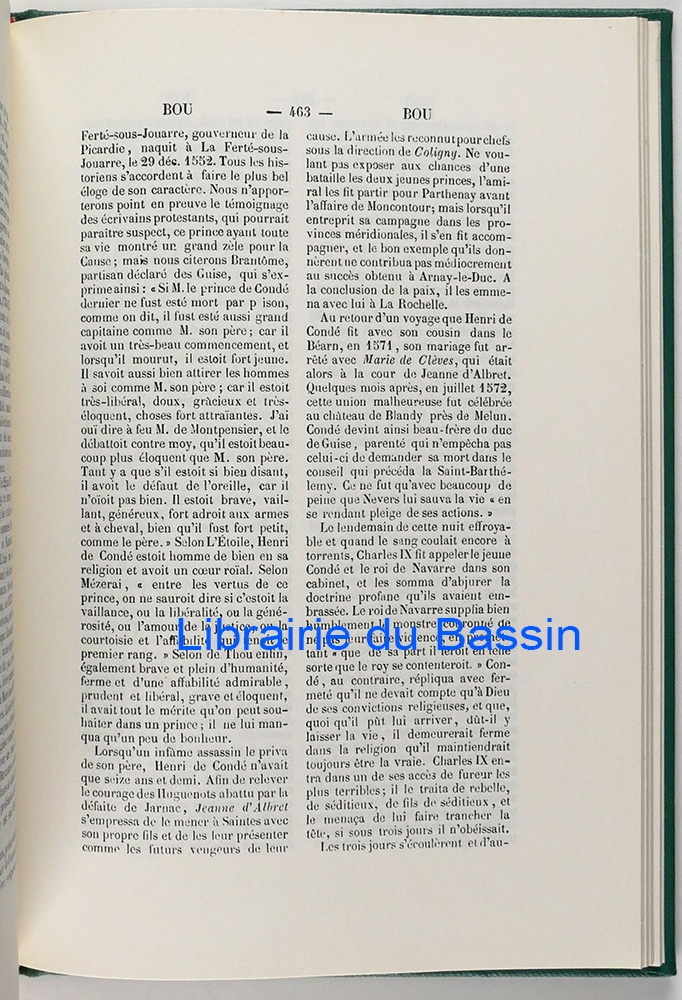 BOU
— 463 —
BOU
Ferté-sous-Jouarre, gouverneur de la
Picardie, naquit à La Ferté-sous-
Jouarre, le 29 déc. 1552. Tous les his-
toriens s'accordent à faire le plus bel
éloge de son caractère. Nous n'appor-
terons point en preuve le témoignage
des écrivains protestants, qui pourrait
paraître suspect, ce prince ayant toute
sa vie montré un grand zèle pour la
Cause; mais nous citerons Brantôme,
partisan déclaré des Guise, qui s'ex-
prime ainsi : « Si M. le prince de Condé
dernier ne fust esté mort par p ison,
comme on dit, il fust esté aussi grand
capitaine comme M. son père; car il
avoit un très-beau commencement, et
lorsqu'il mourut, il estoit fort jeune.
Il savoit aussi bien attirer les hommes
à soi comme M. son père; car il estoit
très-libéral, doux, grâcieux et très-
éloquent, choses fort attraïantes. J'ai
ouï dire à feu M. de Montpensier, et le
débattoit contre moy, qu'il estoit beau-
coup plus éloquent que M. son père.
Tant y a que s'il estoit si bien disant,
il avoit le défaut de l'oreille, car il
n'oïoit pas bien. Il estoit brave, vail-
lant, généreux, fort adroit aux armes
et à cheval, bien qu'il fust fort petit,
comme le père. » Selon L'Étoile, Henri
de Condé estoit homme de bien en sa
religion et avoit un cœur roïal. Selon
Mézerai, « entre les vertus de ce
prince, on ne sauroit dire si c'estoit la
vaillance, ou la libéralité, ou la géné-
rosité, ou l'amour de la justice, ou la
courtoisie et l'affabilité qui tenoit le
premier rang. » Selon de Thou enfin,
également brave et plein d'humanité,
ferme et d'une affabilité admirable,
prudent et libéral, grave et éloquent,
il avait tout le mérite qu'on peut sou-
haiter dans un prince; il ne lui man-
qua qu'un peu de bonheur.
Lorsqu'un infâme assassin le priva
de son père, Henri de Condé n'avait
que seize ans et demi. Afin de relever
le courage des Huguenots abattu par la
défaite de Jarnac, Jeanne d'Albret
s'empressa de le mener à Saintes avec
son propre fils et de les leur présenter
comme les futurs vengeurs de leur
cause. L'armée les reconnut pour chefs
sous la direction de Coligny. Ne vou-
lant pas exposer aux chances d'une
bataille les deux jeunes princes, l'ami-
ral les fit partir pour Parthenay avant
l'affaire de Moncontour; mais lorsqu'il
entreprit sa campagne dans les pro-
vinces méridionales, il s'en fit accom-
pagner, et le bon exemple qu'ils don-
nèrent ne contribua pas médiocrement
au succès obtenu à Arnay-le-Duc. A
la conclusion de la paix, il les emme-
na avec lui à La Rochelle.
Au retour d'un voyage que Henri de
Condé fit avec son cousin dans le
Béarn, en 1571, son mariage fut ar-
rêté avec Marie de Clèves, qui était
alors à la cour de Jeanne d'Albret.
Quelques mois après, en juillet 1572,
cette union malheureuse fut célébrée
au château de Blandy près de Melun.
Condé devint ainsi beau-frère du duc
de Guise, parenté qui n'empêcha pas
celui-ci de demander sa mort dans le
conseil qui précéda la Saint-Barthé-
lemy. Ce ne fut qu'avec beaucoup de
peine que Nevers lui sauva la vie « en
se rendant pleige de ses actions. »
Le lendemain de cette nuit effroya-
ble et quand le sang coulait encore à
torrents, Charles IX fit appeler le jeune
Condé et le roi de Navarre dans son
cabinet, et les somma d'abjurer la
doctrine profane qu'ils avaient em-
brassée. Le roi de Navarre supplia bien
humblement le monstre couronné de
ne pas leur faire violence, en promet-
tant « que de sa part il feroit en telle
sorte que le roy se contenteroit. » Con-
dé, au contraire, répliqua avec fer-
meté qu'il ne devait compte qu'à Dieu
de ses convictions religieuses, et que,
quoi qu'il pût lui arriver, dût-il y
laisser la vie, il demeurerait ferme
dans la religion qu'il maintiendrait
toujours être la vraie. Charles IX en-
tra dans un de ses accès de fureur les
plus terribles; il le traita de rebelle,
de séditieux, de fils de séditieux, et
le menaça de lui faire trancher la
tête, si sous trois jours il n'obéissait.
Les trois jours s'écoulèrent et d'au-
Librairie du Bassin